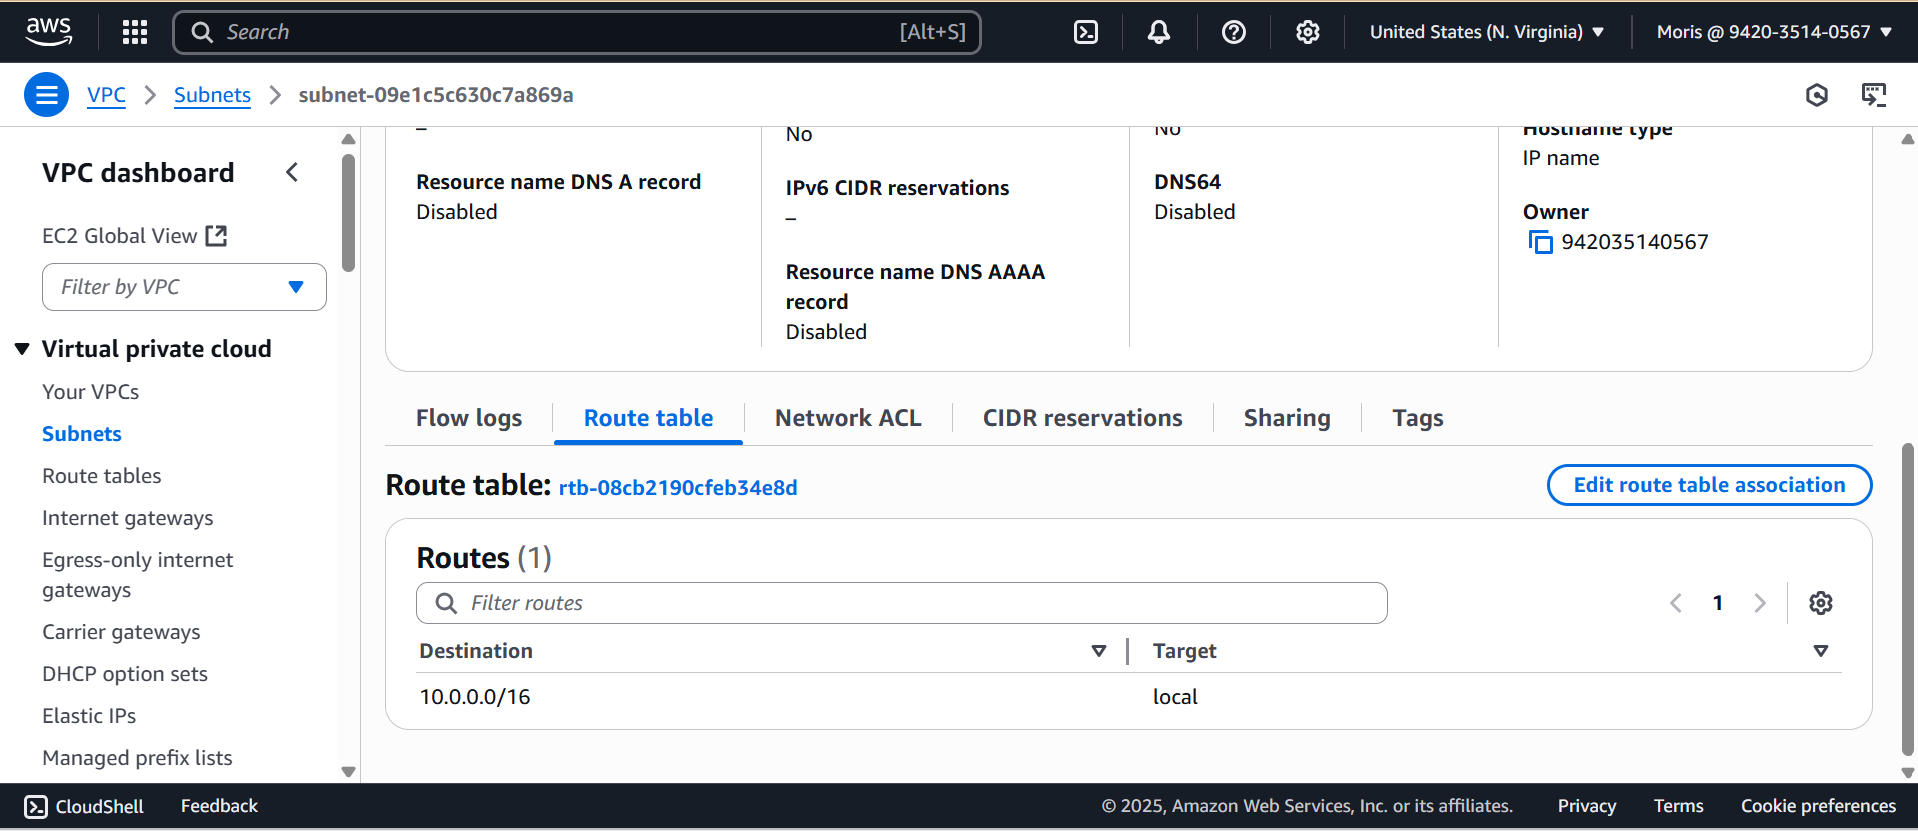 aws
Search [Alt+S]
United States (N. Virginia)
Moris @ 9420-3514-0567
VPC
Subnets
subnet-09e1c5c630c7a869a
VPC dashboard
EC2 Global View
Filter by VPC
Virtual private cloud
Your VPCs
Subnets
Route tables
Internet gateways
Egress-only internet
gateways
Carrier gateways
DHCP option sets
Elastic IPs
Managed prefix lists
–
Resource name DNS A record
Disabled
No
IPv6 CIDR reservations
–
Resource name DNS AAAA
record
Disabled
No
DNS64
Disabled
Hostname type
IP name
Owner
942035140567
Flow logs
Route table
Network ACL
CIDR reservations
Sharing
Tags
Route table: rtb-08cb2190cfeb34e8d
Edit route table association
Routes (1)
Filter routes
1
Destination
Target
10.0.0.0/16
local
CloudShell
Feedback
© 2025, Amazon Web Services, Inc. or its affiliates.
Privacy
Terms
Cookie preferences